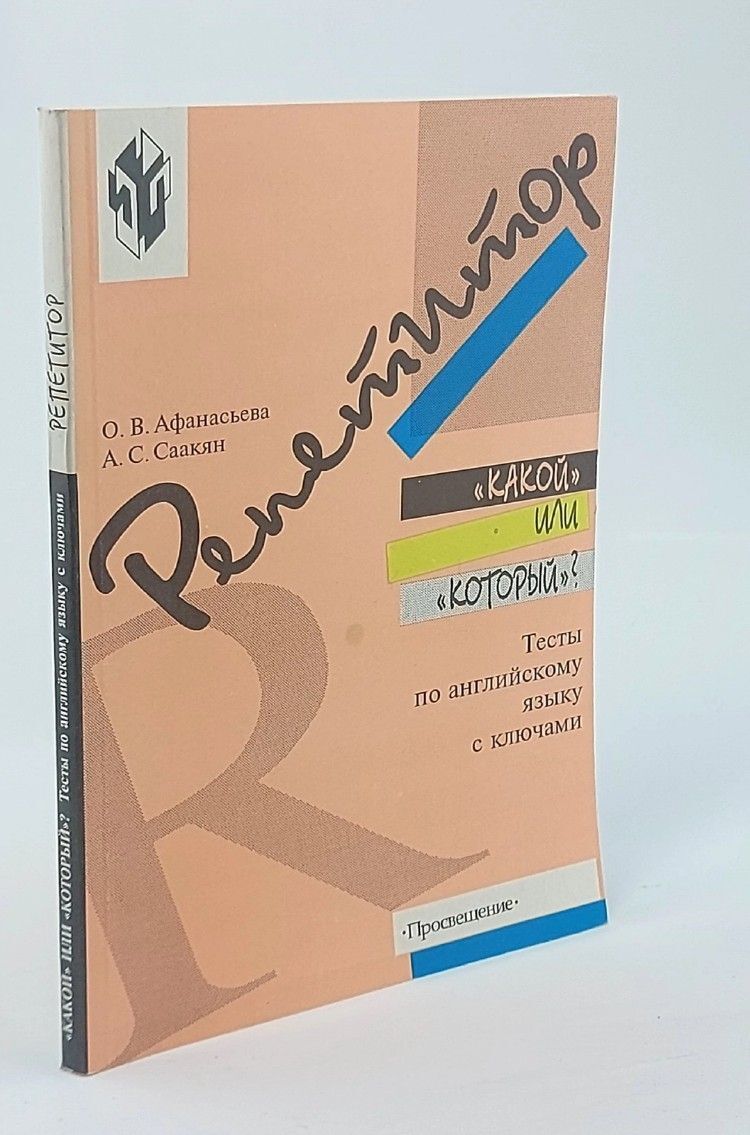 О. В. Афанасьева
А. С. Саакян
Репетитор
«КАКОЙ»
ИЛИ
«КОТОРЫЙ»?
Тесты
по английскому
языку
с ключами
•Просвещение•
РЕПЕТИТОР
«КАКОЙ» ИЛИ «КОТОРЫЙ»? Тесты по английскому языку с ключами